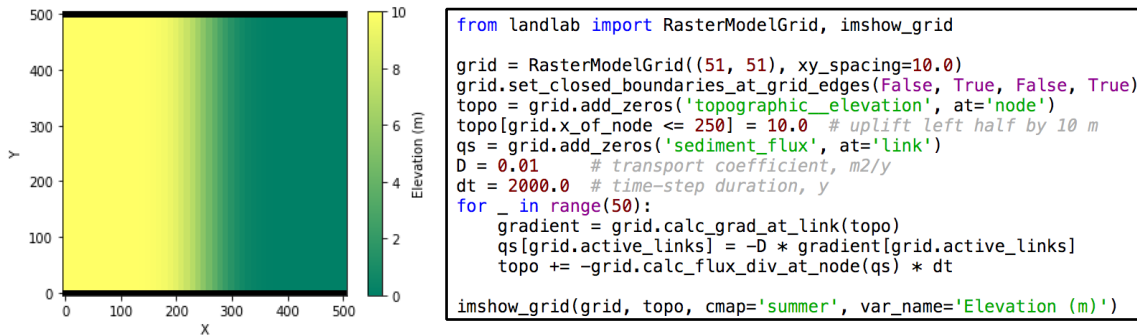 500
400
300
200
100
0
Y
0 100 200 300 400 500
X
10
8
6
4
2
0
Elevation (m)
from landlab import RasterModelGrid, imshow_grid
grid = RasterModelGrid((51, 51), xy_spacing=10.0)
grid.set_closed_boundaries_at_grid_edges(False, True, False, True)
topo = grid.add_zeros('topographic__elevation', at='node')
topo[grid.x_of_node <= 250] = 10.0  # uplift left half by 10 m
qs = grid.add_zeros('sediment_flux', at='link')
D = 0.01      # transport coefficient, m2/y
dt = 2000.0  # time-step duration, y
for _ in range(50):
    gradient = grid.calc_grad_at_link(topo)
    qs[grid.active_links] = -D * gradient[grid.active_links]
    topo += -grid.calc_flux_div_at_node(qs) * dt
imshow_grid(grid, topo, cmap='summer', var_name='Elevation (m)')